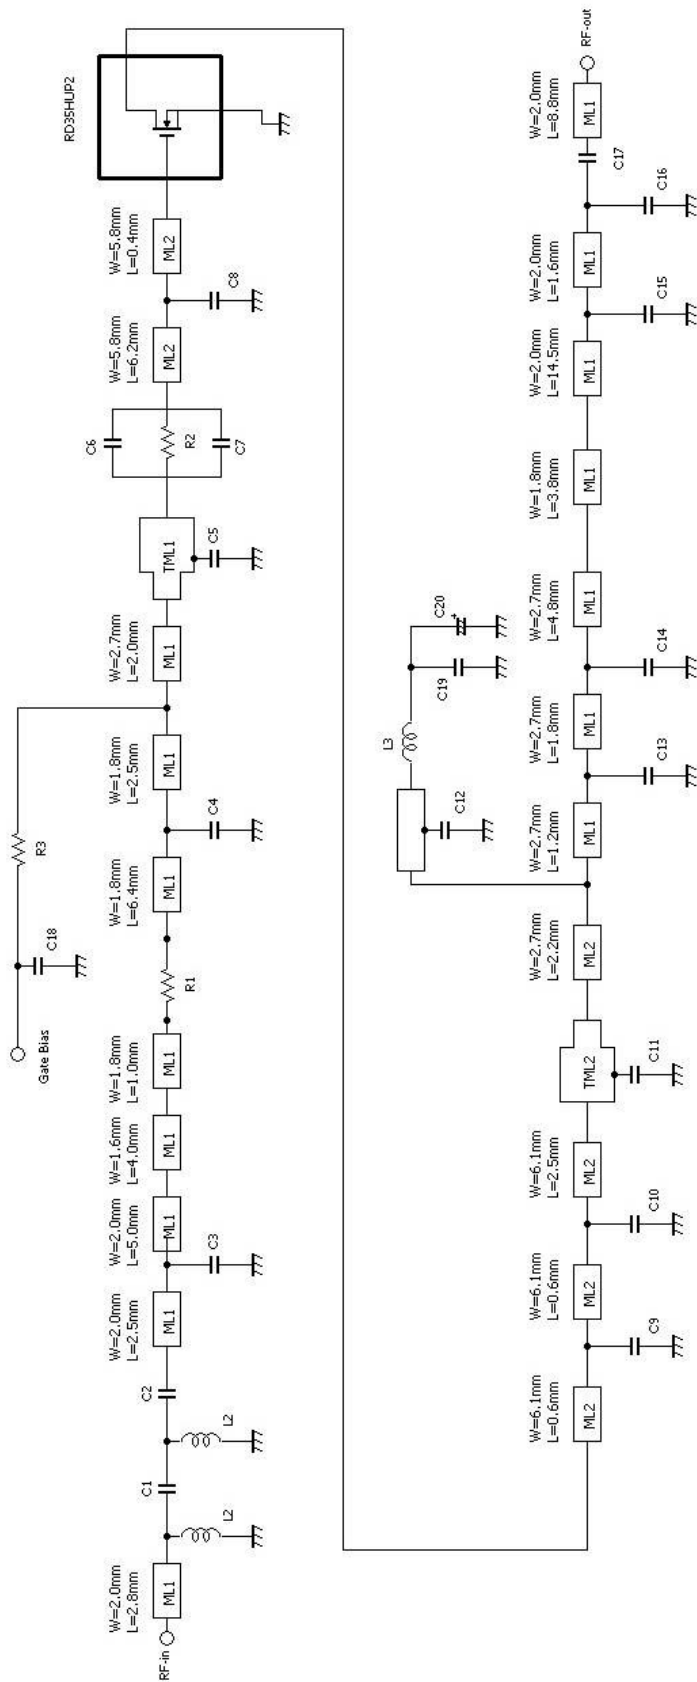 RF-in
W=2.0mm
L=2.8mm
ML1
L2
C1
L2
C2
W=2.0mm
L=2.5mm
ML1
C3
W=2.0mm
L=5.0mm
ML1
W=1.6mm
L=4.0mm
ML1
W=1.8mm
L=1.0mm
ML1
R1
W=1.8mm
L=6.4mm
ML1
C4
W=1.8mm
L=2.5mm
ML1
Gate Bias
C18
R3
W=2.7mm
L=2.0mm
ML1
TML1
C5
C6
R2
C7
W=5.8mm
L=6.2mm
ML2
C8
W=5.8mm
L=0.4mm
ML2
RD35HUP2
W=6.1mm
L=0.6mm
ML2
C9
W=6.1mm
L=0.6mm
ML2
C10
W=6.1mm
L=2.5mm
ML2
TML2
C11
W=2.7mm
L=2.2mm
ML2
C12
L3
C19
C20
+
W=2.7mm
L=1.2mm
ML1
C13
W=2.7mm
L=1.8mm
ML1
C14
W=2.7mm
L=4.8mm
ML1
W=1.8mm
L=3.8mm
ML1
W=2.0mm
L=14.5mm
ML1
C15
W=2.0mm
L=1.6mm
ML1
C16
C17
W=2.0mm
L=8.8mm
ML1
RF-out